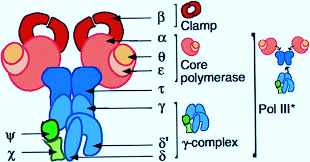 β
Clamp
α
θ
ε
Core
polymerase
τ
γ
ψ
χ
δ'
δ
γ-complex
Pol III*